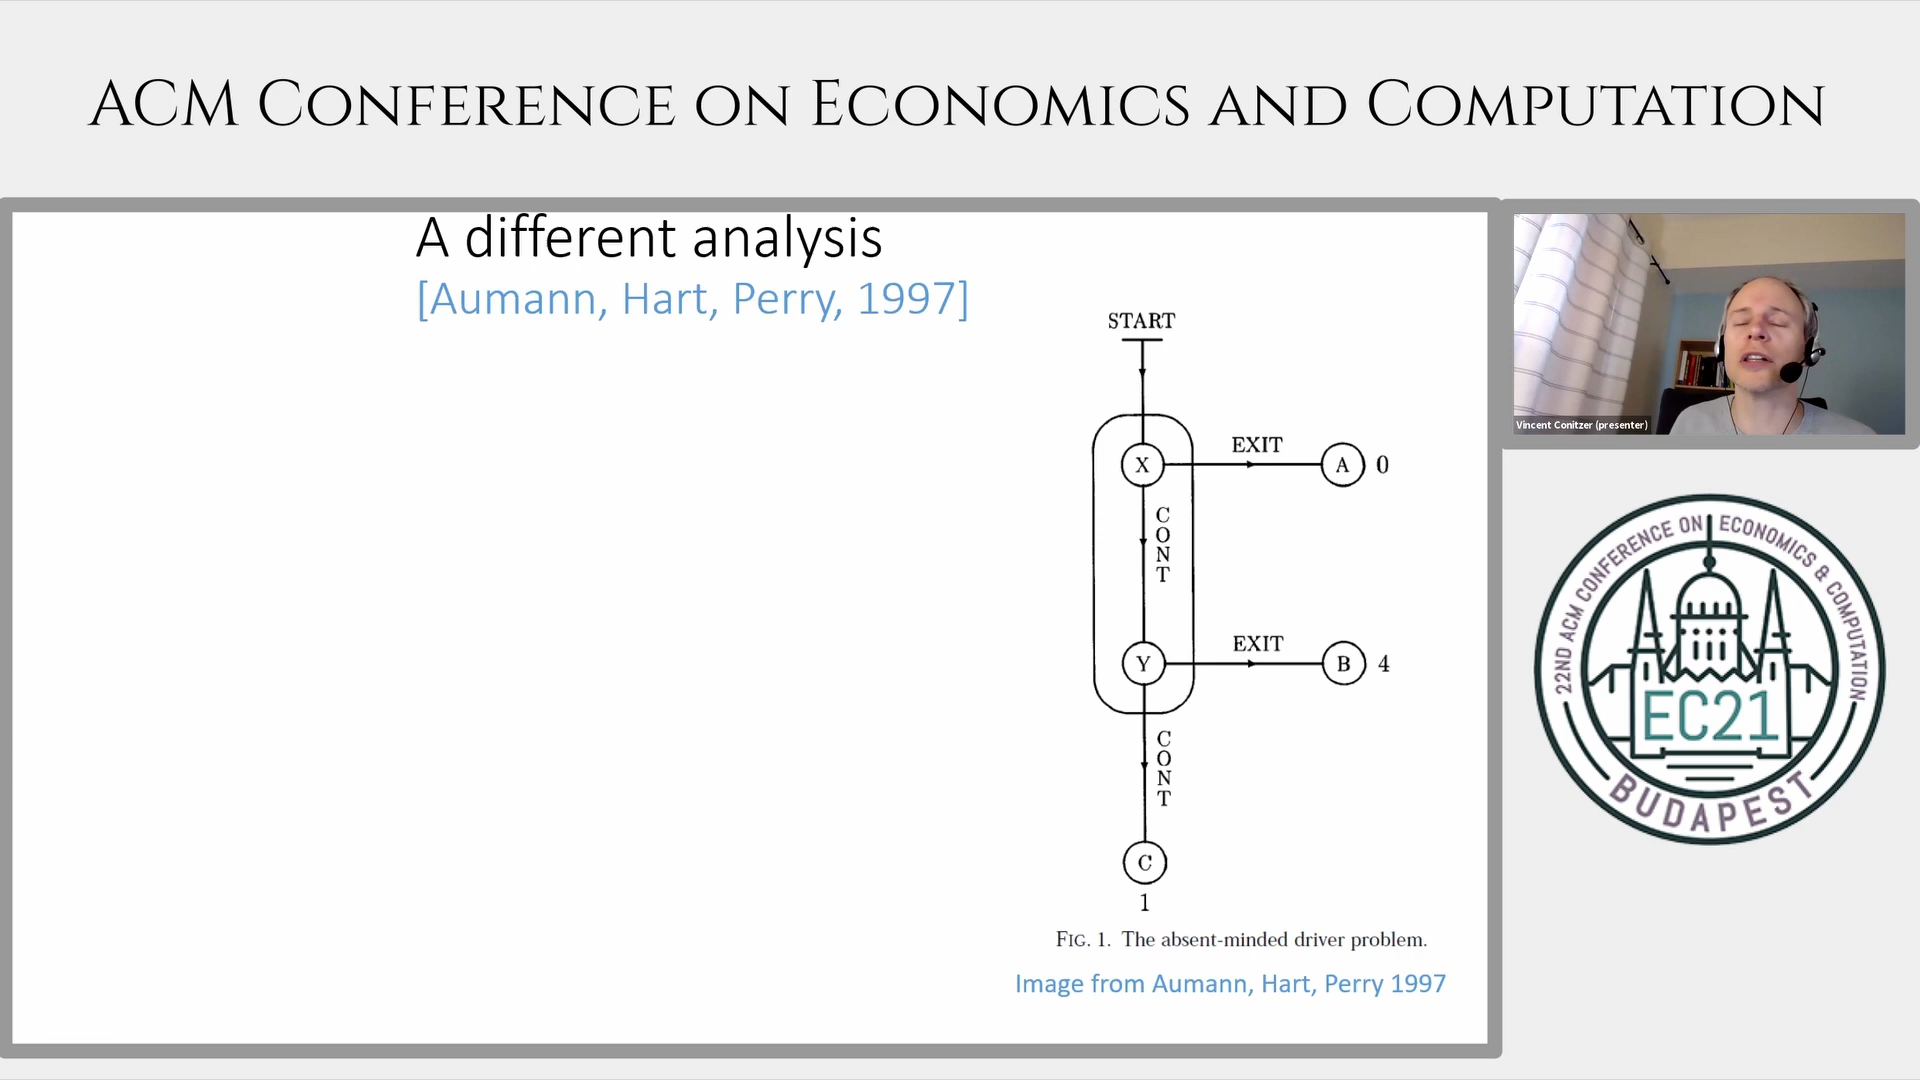 ACM Conference on Economics and Computation
A different analysis
[Aumann, Hart, Perry, 1997]
START
X
EXIT
A
0
CONT
Y
EXIT
B
4
CONT
C
1
Fig. 1. The absent-minded driver problem.
Image from Aumann, Hart, Perry 1997
Vincent Conitzer (presenter)
22ND ACM CONFERENCE ON ECONOMICS & COMPUTATION
EC21
BUDAPEST